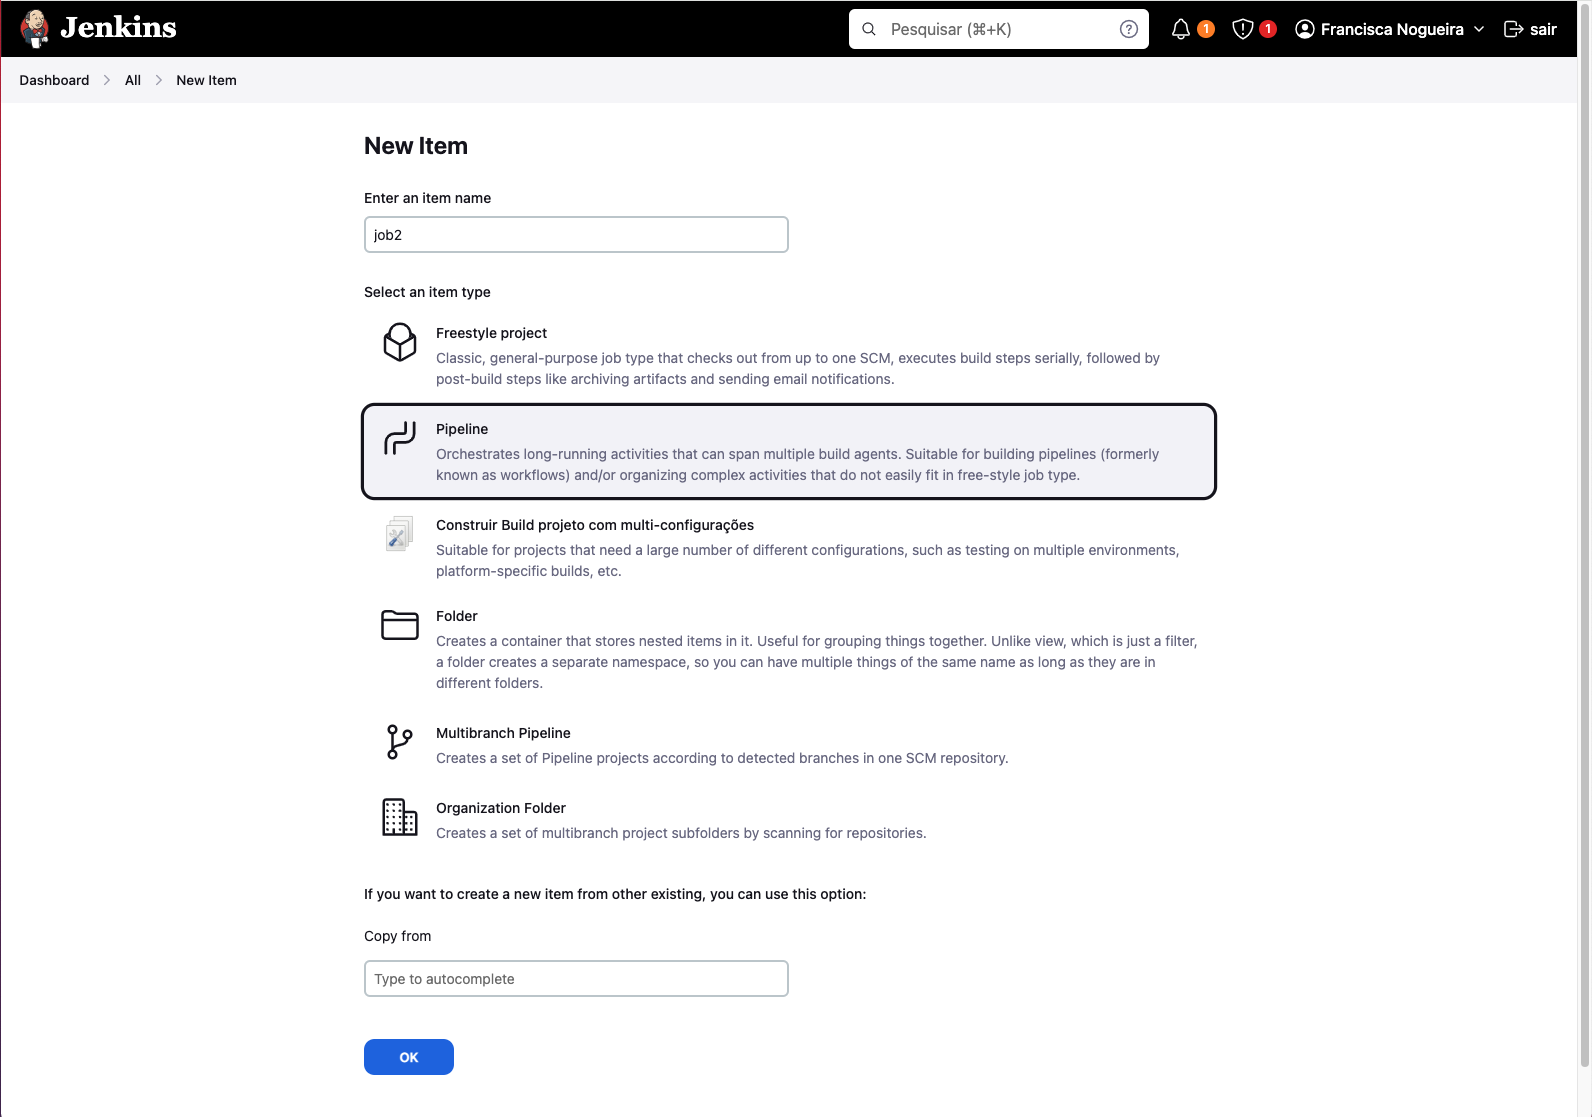 Jenkins
Pesquisar (⌘+K)
1
1
Francisca Nogueira
sair
Dashboard
All
New Item
New Item
Enter an item name
job2
Select an item type
Freestyle project
Classic, general-purpose job type that checks out from up to one SCM, executes build steps serially, followed by
post-build steps like archiving artifacts and sending email notifications.
Pipeline
Orchestrates long-running activities that can span multiple build agents. Suitable for building pipelines (formerly
known as workflows) and/or organizing complex activities that do not easily fit in free-style job type.
Construir Build projeto com multi-configurações
Suitable for projects that need a large number of different configurations, such as testing on multiple environments,
platform-specific builds, etc.
Folder
Creates a container that stores nested items in it. Useful for grouping things together. Unlike view, which is just a filter,
a folder creates a separate namespace, so you can have multiple things of the same name as long as they are in
different folders.
Multibranch Pipeline
Creates a set of Pipeline projects according to detected branches in one SCM repository.
Organization Folder
Creates a set of multibranch project subfolders by scanning for repositories.
If you want to create a new item from other existing, you can use this option:
Copy from
Type to autocomplete
OK